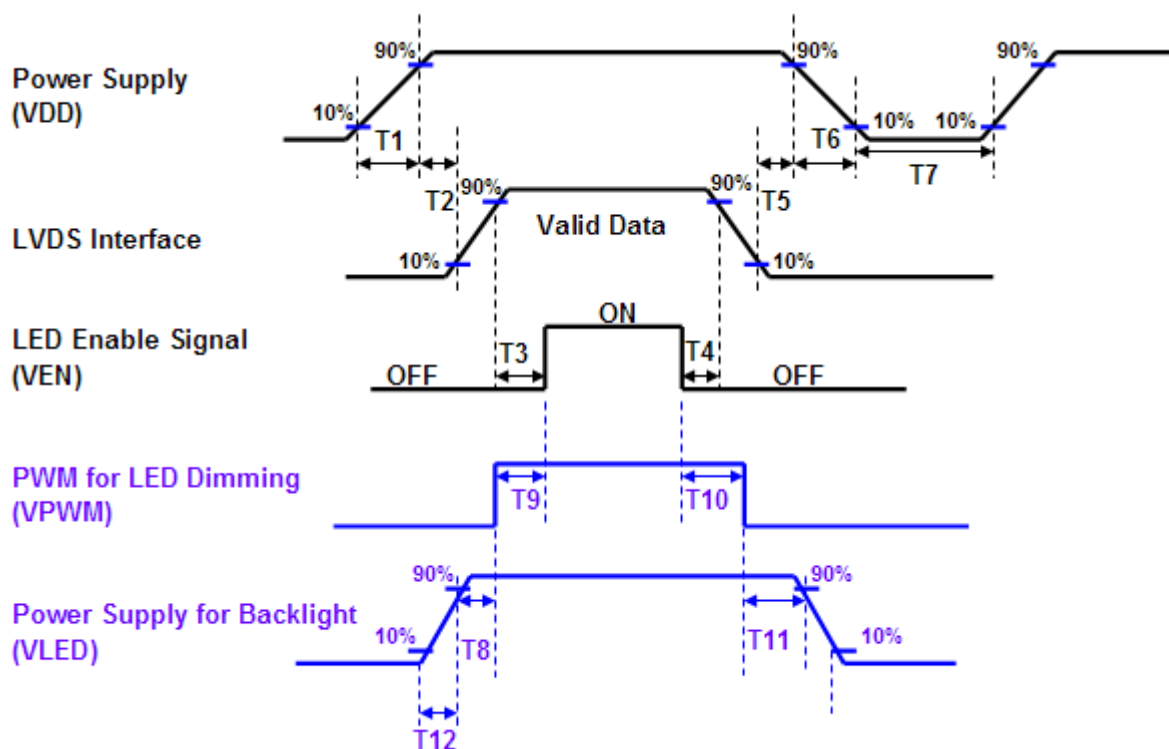 90%
90%
90%
Power Supply
(VDD)
10%
10%
10%
T1
T6
T7
T2
90%
90%
T5
Valid Data
LVDS Interface
10%
10%
ON
LED Enable Signal
(VEN)
T3
T4
OFF
OFF
PWM for LED Dimming
(VPWM)
T9
T10
90%
90%
Power Supply for Backlight
(VLED)
10%
10%
T8
T11
T12